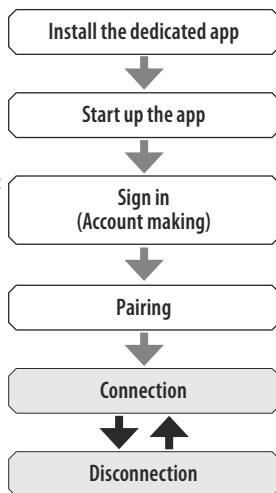 Install the dedicated app
Start up the app
Sign in
(Account making)
Pairing
Connection
Disconnection